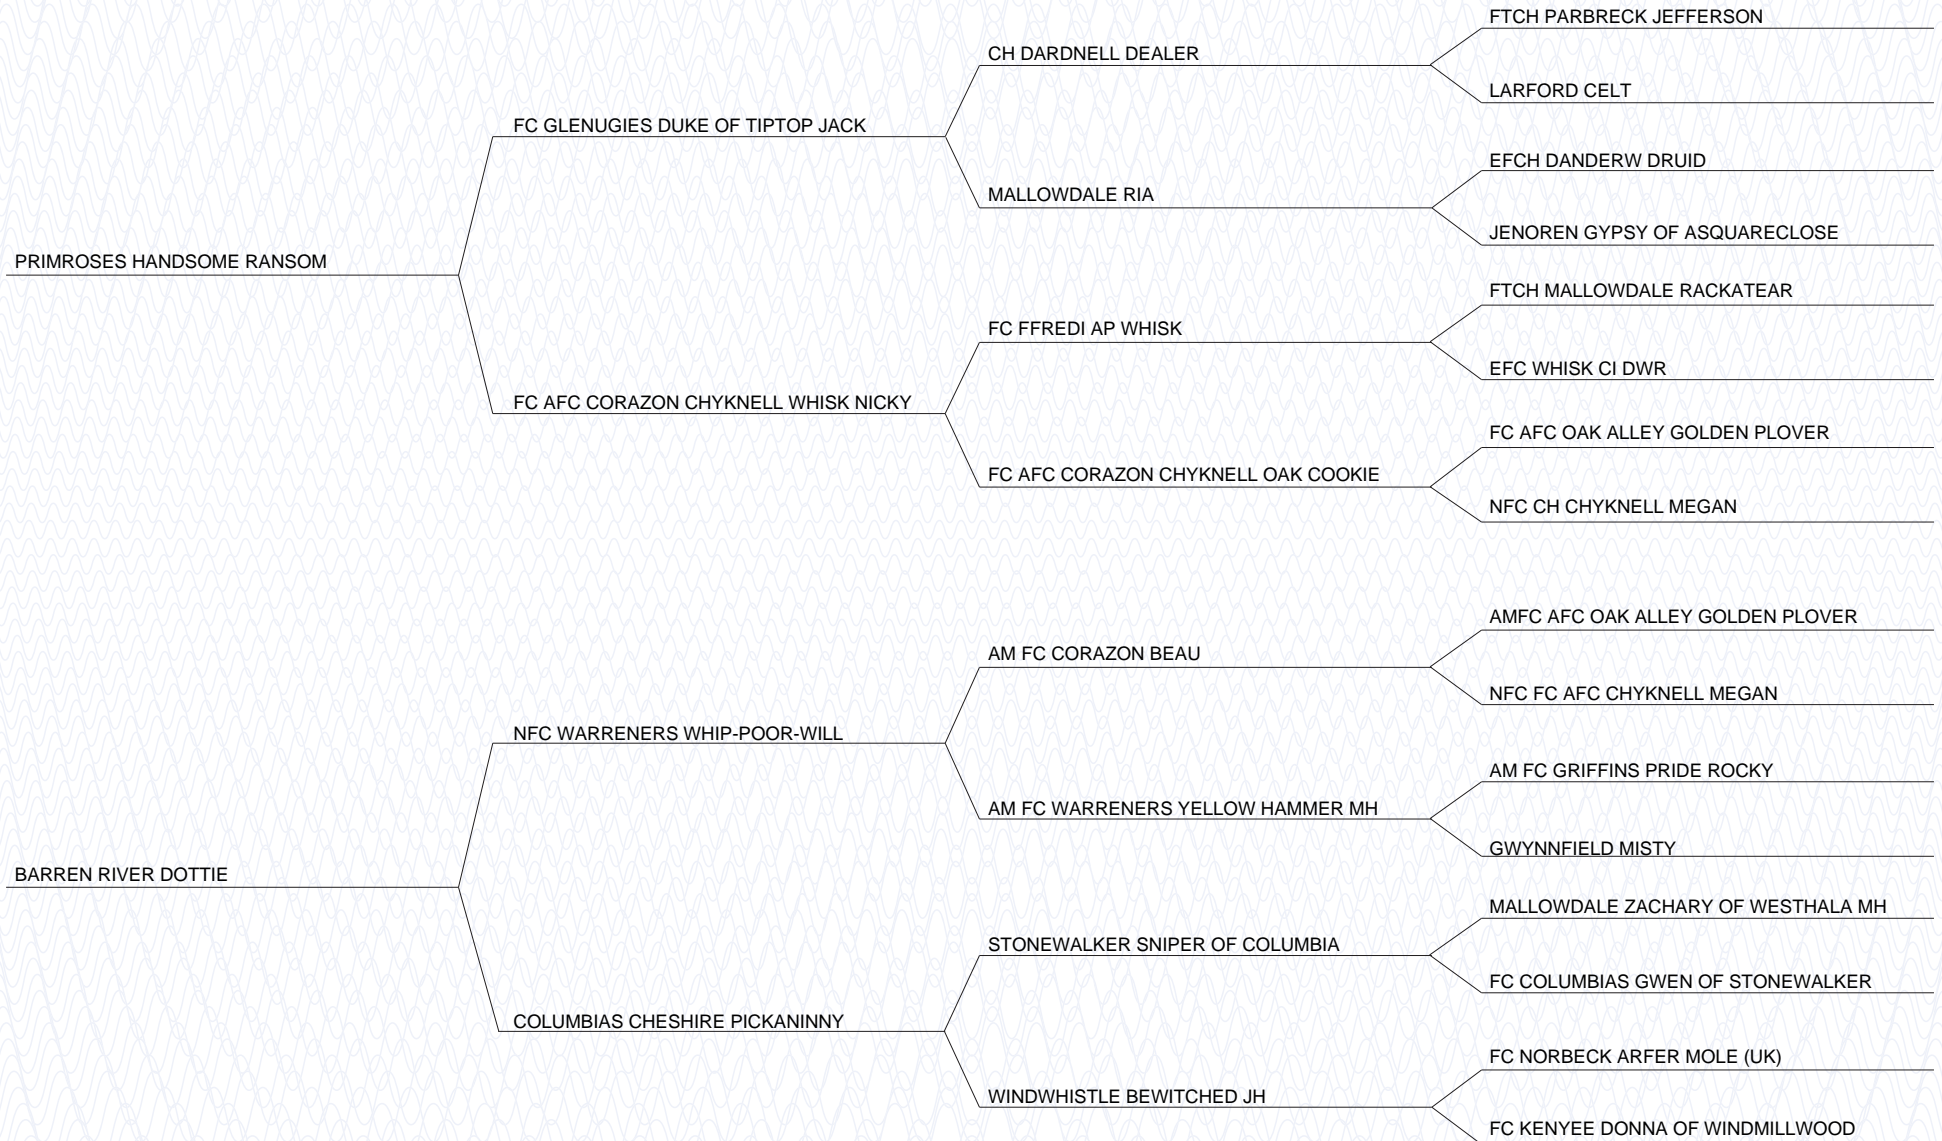 FTCH PARBRECK JEFFERSON
CH DARDNELL DEALER
LARFORD CELT
FC GLENUGIES DUKE OF TIPTOP JACK
EFCH DANDERW DRUID
MALLOWDALE RIA
JENOREN GYPSY OF ASQUARECLOSE
PRIMROSES HANDSOME RANSOM
FTCH MALLOWDALE RACKATEAR
FC FFREDI AP WHISK
EFC WHISK CI DWR
FC AFC CORAZON CHYKNELL WHISK NICKY
FC AFC OAK ALLEY GOLDEN PLOVER
FC AFC CORAZON CHYKNELL OAK COOKIE
NFC CH CHYKNELL MEGAN
AMFC AFC OAK ALLEY GOLDEN PLOVER
AM FC CORAZON BEAU
NFC FC AFC CHYKNELL MEGAN
NFC WARRENERS WHIP-POOR-WILL
AM FC GRIFFINS PRIDE ROCKY
AM FC WARRENERS YELLOW HAMMER MH
GWYNNFIELD MISTY
BARREN RIVER DOTTIE
MALLOWDALE ZACHARY OF WESTHALA MH
STONEWALKER SNIPER OF COLUMBIA
FC COLUMBIAS GWEN OF STONEWALKER
COLUMBIAS CHESHIRE PICKANINNY
FC NORBECK ARFER MOLE (UK)
WINDWHISTLE BEWITCHED JH
FC KENYEE DONNA OF WINDMILLWOOD